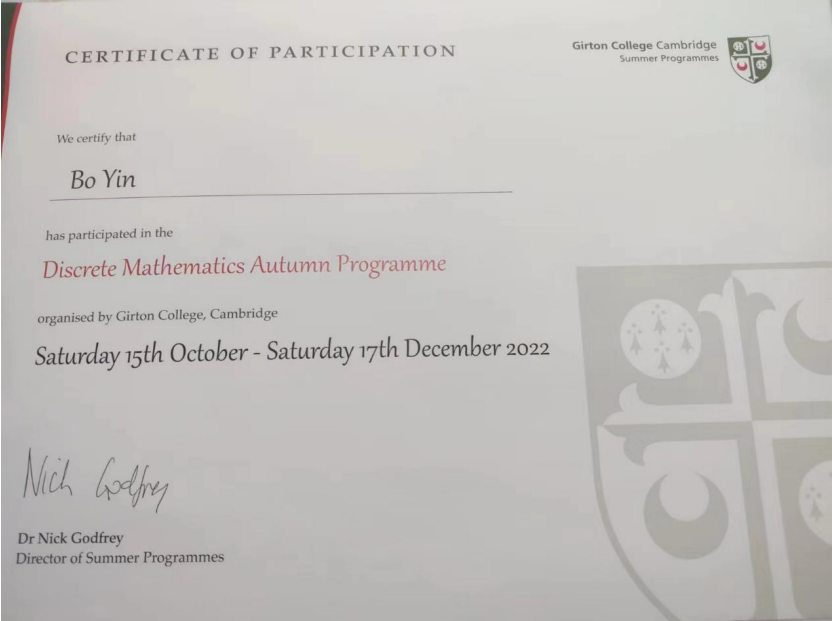 CERTIFICATE OF PARTICIPATION
Girton College Cambridge
Summer Programmes
We certify that
Bo Yin
has participated in the
Discrete Mathematics Autumn Programme
organised by Girton College, Cambridge
Saturday 15th October - Saturday 17th December 2022
Nick Godfrey
Dr Nick Godfrey
Director of Summer Programmes